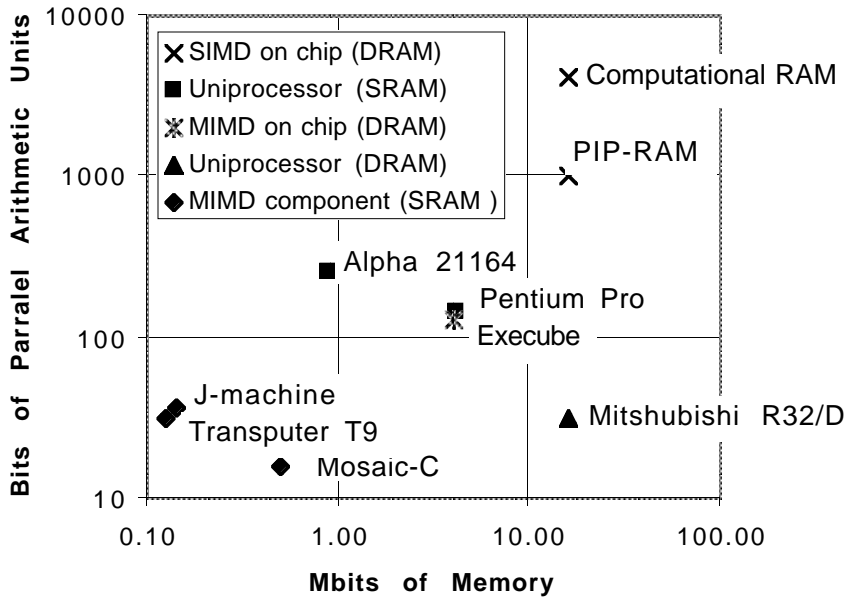 10000
SIMD on chip (DRAM)
Uniprocessor (SRAM)
MIMD on chip (DRAM)
Uniprocessor (DRAM)
MIMD component (SRAM )
Computational RAM
PIP-RAM
1000
Alpha 21164
Pentium Pro
Execube
100
J-machine
Transputer T9
Mitshubishi R32/D
Mosaic-C
10
0.10
1.00
10.00
100.00
Mbits of Memory
Bits of Parralel Arithmetic Units